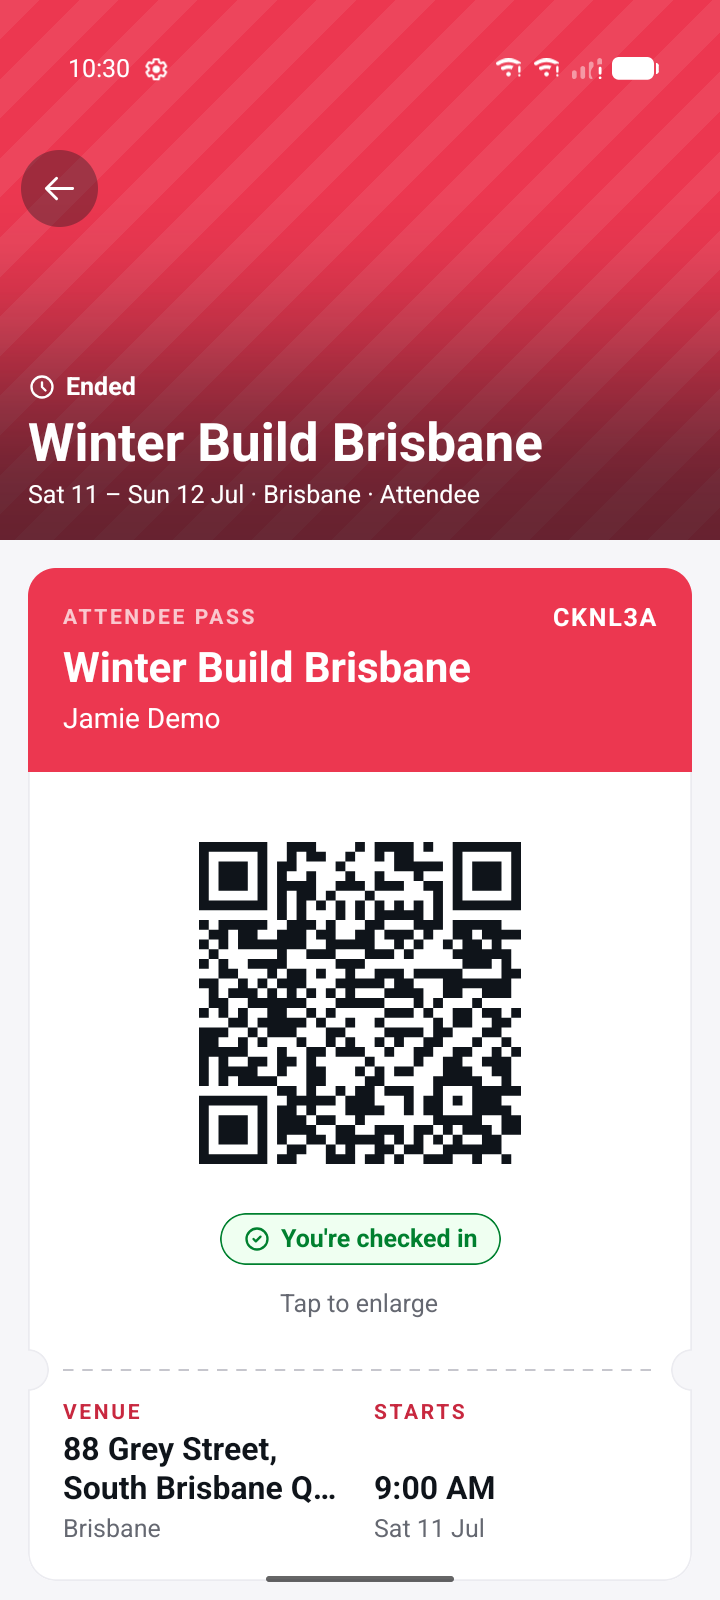 10:30
Ended
Winter Build Brisbane
Sat 11 – Sun 12 Jul · Brisbane · Attendee
ATTENDEE PASS
CKNL3A
Winter Build Brisbane
Jamie Demo
You're checked in
Tap to enlarge
VENUE
88 Grey Street,
South Brisbane Q...
Brisbane
STARTS
9:00 AM
Sat 11 Jul